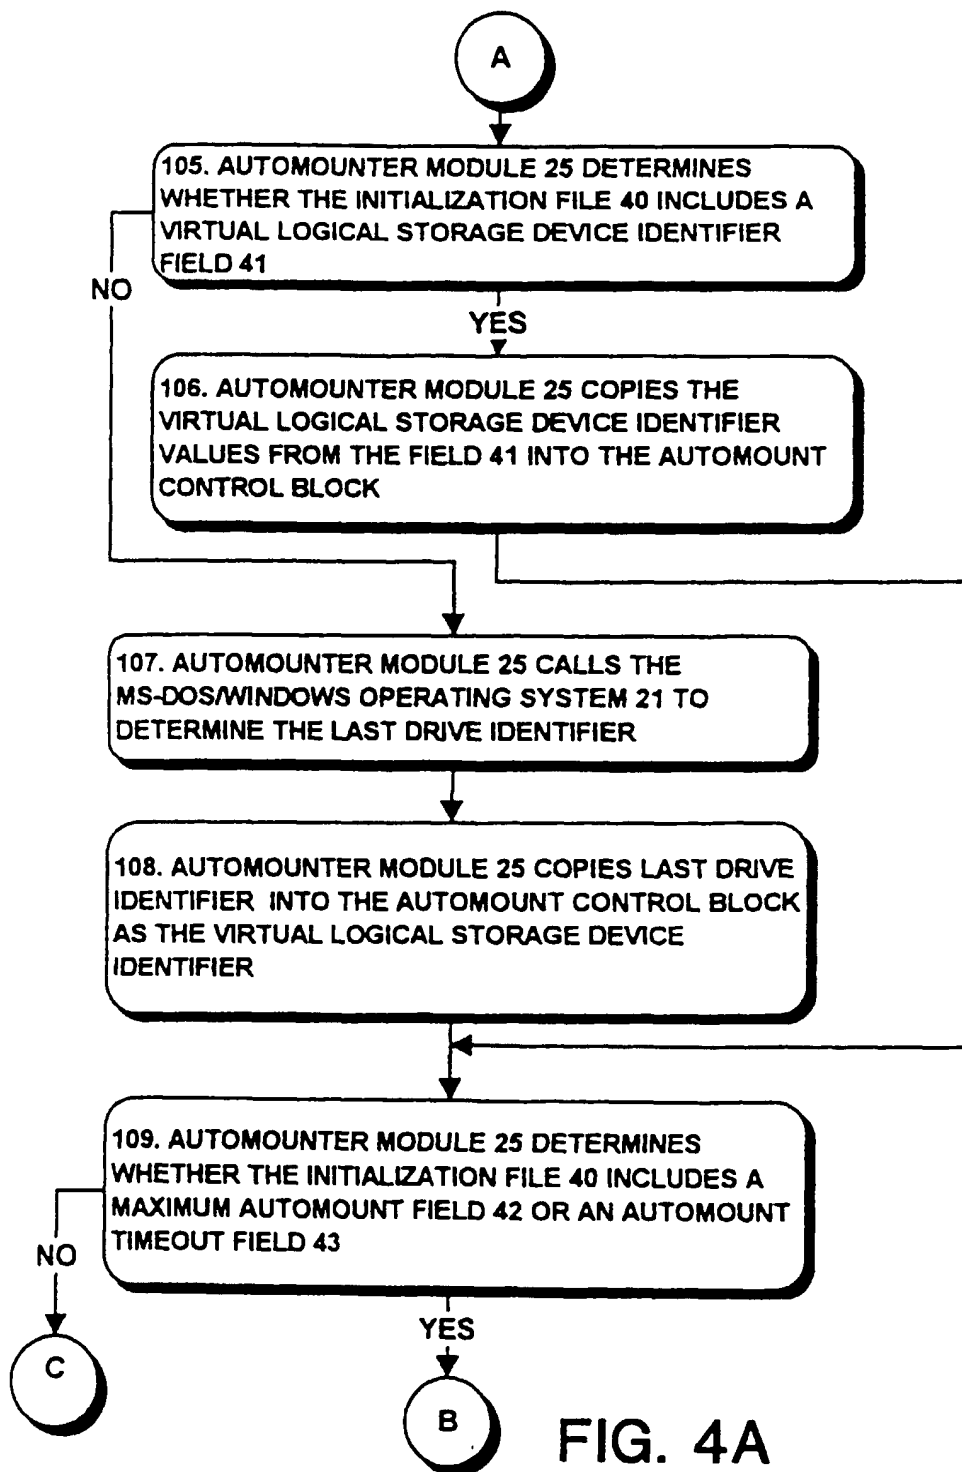 A
105. AUTOMOUNTER MODULE 25 DETERMINES
WHETHER THE INITIALIZATION FILE 40 INCLUDES A
VIRTUAL LOGICAL STORAGE DEVICE IDENTIFIER
FIELD 41
NO
YES
106. AUTOMOUNTER MODULE 25 COPIES THE
VIRTUAL LOGICAL STORAGE DEVICE IDENTIFIER
VALUES FROM THE FIELD 41 INTO THE AUTOMOUNT
CONTROL BLOCK
107. AUTOMOUNTER MODULE 25 CALLS THE
MS-DOS/WINDOWS OPERATING SYSTEM 21 TO
DETERMINE THE LAST DRIVE IDENTIFIER
108. AUTOMOUNTER MODULE 25 COPIES LAST DRIVE
IDENTIFIER INTO THE AUTOMOUNT CONTROL BLOCK
AS THE VIRTUAL LOGICAL STORAGE DEVICE
IDENTIFIER
109. AUTOMOUNTER MODULE 25 DETERMINES
WHETHER THE INITIALIZATION FILE 40 INCLUDES A
MAXIMUM AUTOMOUNT FIELD 42 OR AN AUTOMOUNT
TIMEOUT FIELD 43
NO
YES
C
B
FIG. 4A